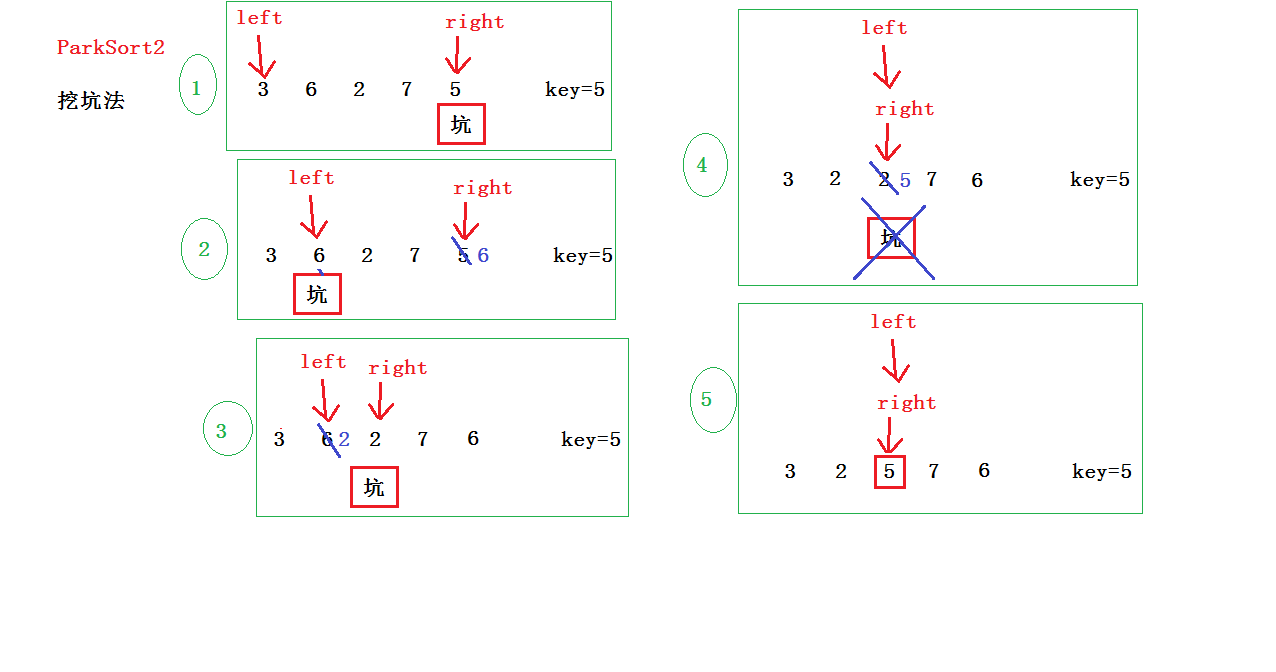 ParkSort2
挖坑法
1
left
right
3 6 2 7 5 key=5
坑
2
left
right
3 6 2 7 5 6 key=5
坑
3
left
right
3 6 2 2 7 6 key=5
坑
4
left
right
3 2 2 5 7 6 key=5
坑
5
left
right
3 2 5 7 6 key=5